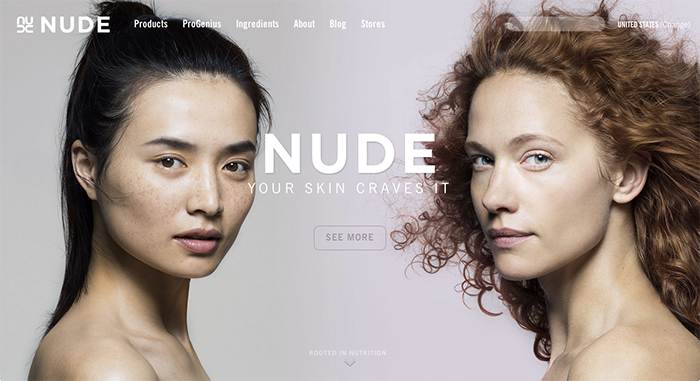 NUDE
Products ProGenius Ingredients About Blog Stores
UNITED STATES (Change)
NUDE
YOUR SKIN CRAVES IT
SEE MORE
ROOTED IN NUTRITION